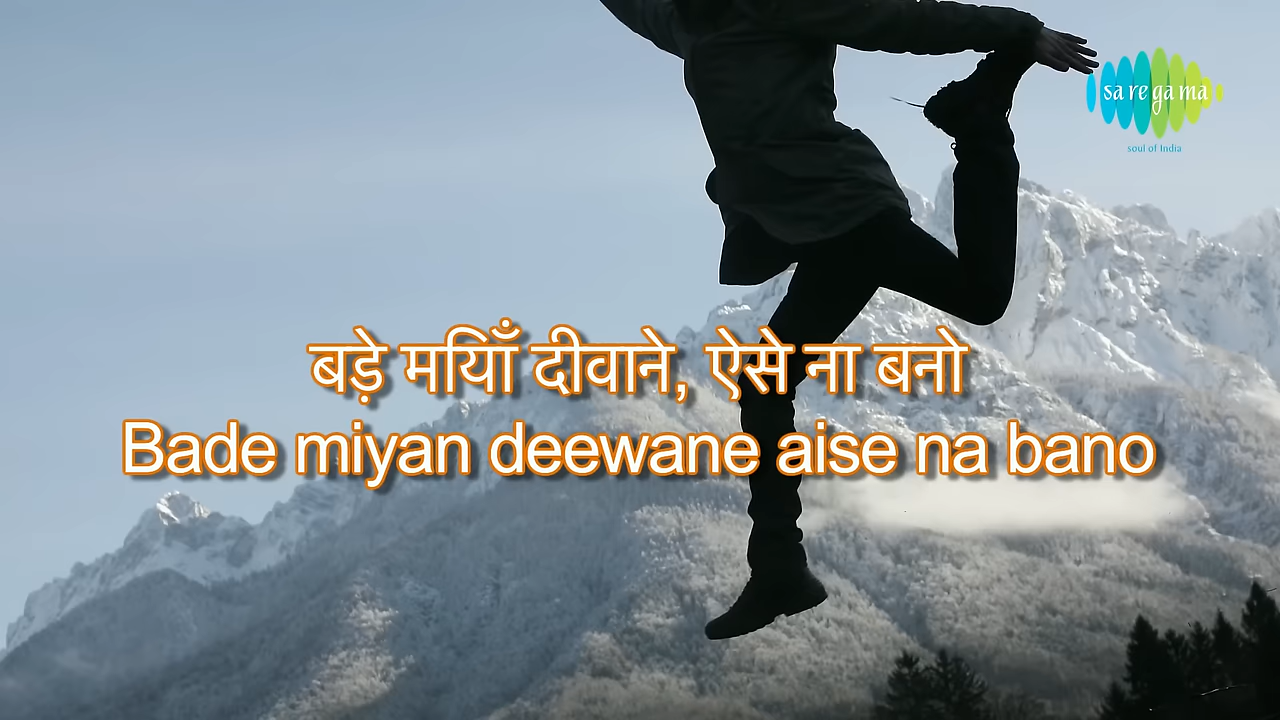 sa re ga ma
soul of India
बड़े मयिाँ दीवाने, ऐसे ना बनो
Bade miyan deewane aise na bano